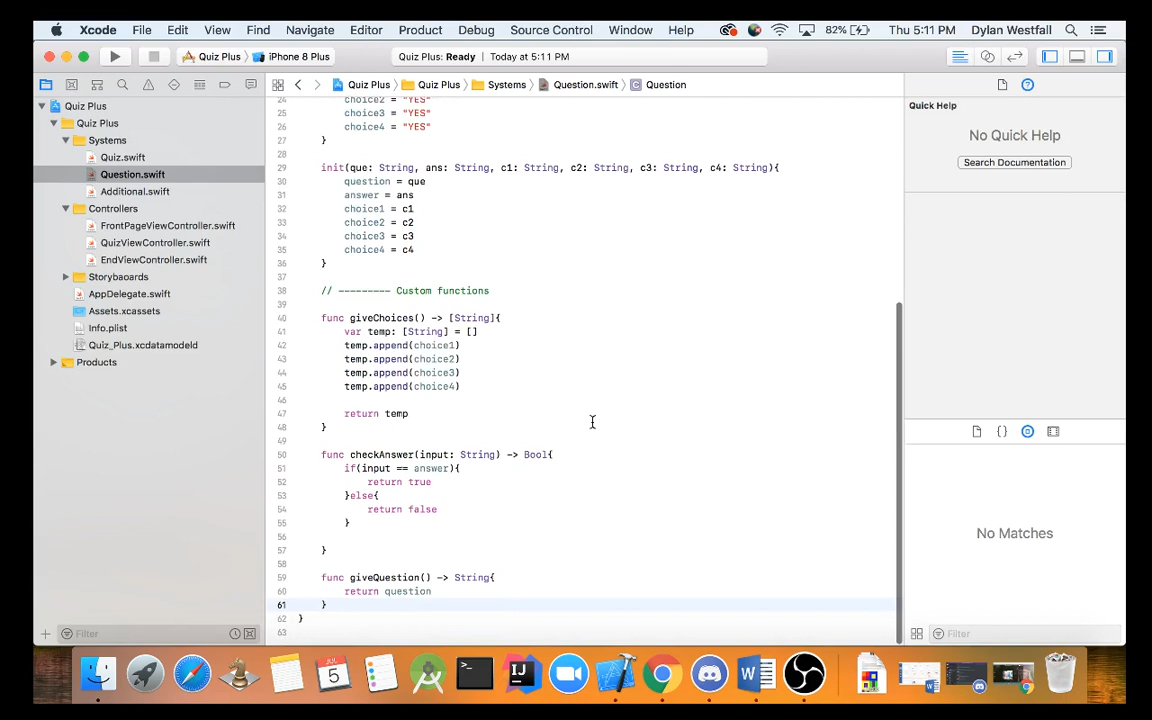 Xcode File Edit View Find Navigate Editor Product Debug Source Control Window Help 82% Thu 5:11 PM Dylan Westfall
Quiz Plus iPhone 8 Plus Quiz Plus: Ready Today at 5:11 PM
Quiz Plus Quiz Plus Systems Question.swift C Question
Quiz Plus
Quiz Plus
Systems
Quiz.swift
Question.swift
Additional.swift
Controllers
FrontPageViewController.swift
QuizViewController.swift
EndViewController.swift
Storybaoards
AppDelegate.swift
Assets.xcassets
Info.plist
Quiz_Plus.xcdatamodeld
Products
Filter
24 choice2 = "YES"
25 choice3 = "YES"
26 choice4 = "YES"
27 }
28
29 init(que: String, ans: String, c1: String, c2: String, c3: String, c4: String){
30 question = que
31 answer = ans
32 choice1 = c1
33 choice2 = c2
34 choice3 = c3
35 choice4 = c4
36 }
37
38 // --------- Custom functions
39
40 func giveChoices() -> [String]{
41 var temp: [String] = []
42 temp.append(choice1)
43 temp.append(choice2)
44 temp.append(choice3)
45 temp.append(choice4)
46
47 return temp
48 }
49
50 func checkAnswer(input: String) -> Bool{
51 if(input == answer){
52 return true
53 }else{
54 return false
55 }
56
57 }
58
59 func giveQuestion() -> String{
60 return question
61 }
62 }
63
Quick Help
No Quick Help
Search Documentation
{ }
No Matches
Filter
JUL
5
>_
IJ
W